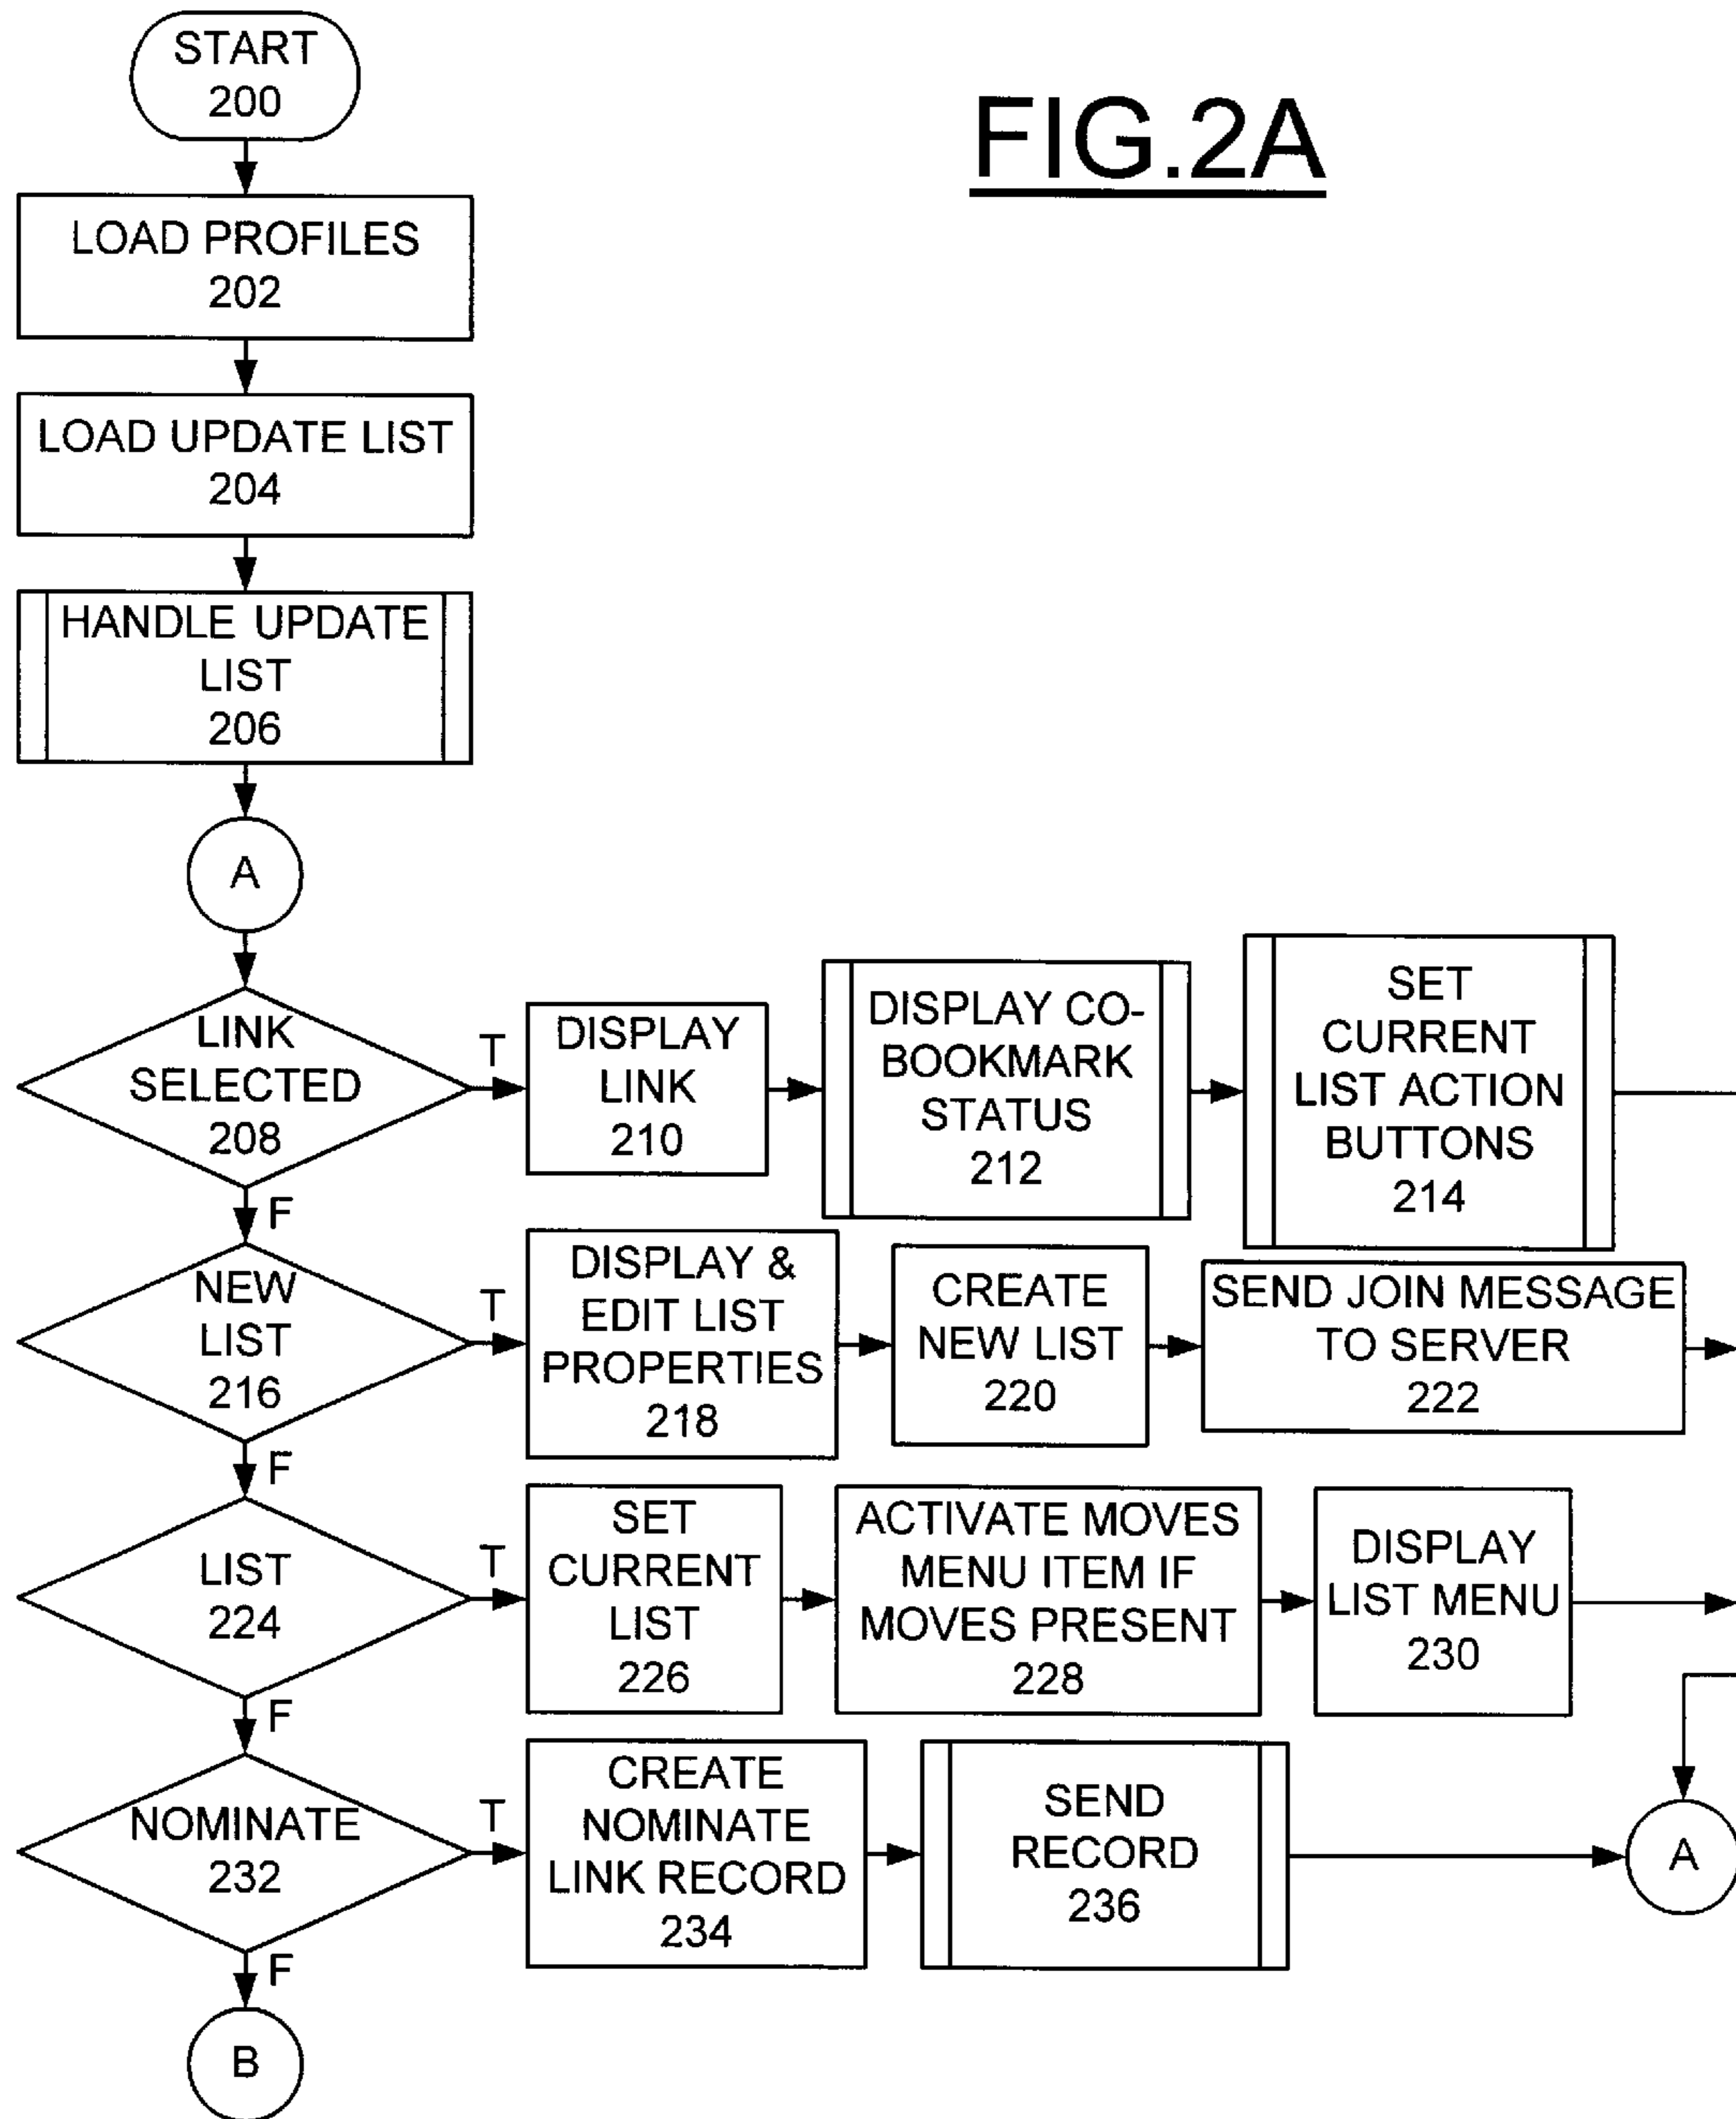 FIG.2A
START
200
LOAD PROFILES
202
LOAD UPDATE LIST
204
HANDLE UPDATE
LIST
206
A
LINK
SELECTED
208
T
DISPLAY
LINK
210
DISPLAY CO-
BOOKMARK
STATUS
212
SET
CURRENT
LIST ACTION
BUTTONS
214
F
NEW
LIST
216
T
DISPLAY &
EDIT LIST
PROPERTIES
218
CREATE
NEW LIST
220
SEND JOIN MESSAGE
TO SERVER
222
F
LIST
224
T
SET
CURRENT
LIST
226
ACTIVATE MOVES
MENU ITEM IF
MOVES PRESENT
228
DISPLAY
LIST MENU
230
F
NOMINATE
232
T
CREATE
NOMINATE
LINK RECORD
234
SEND
RECORD
236
A
F
B